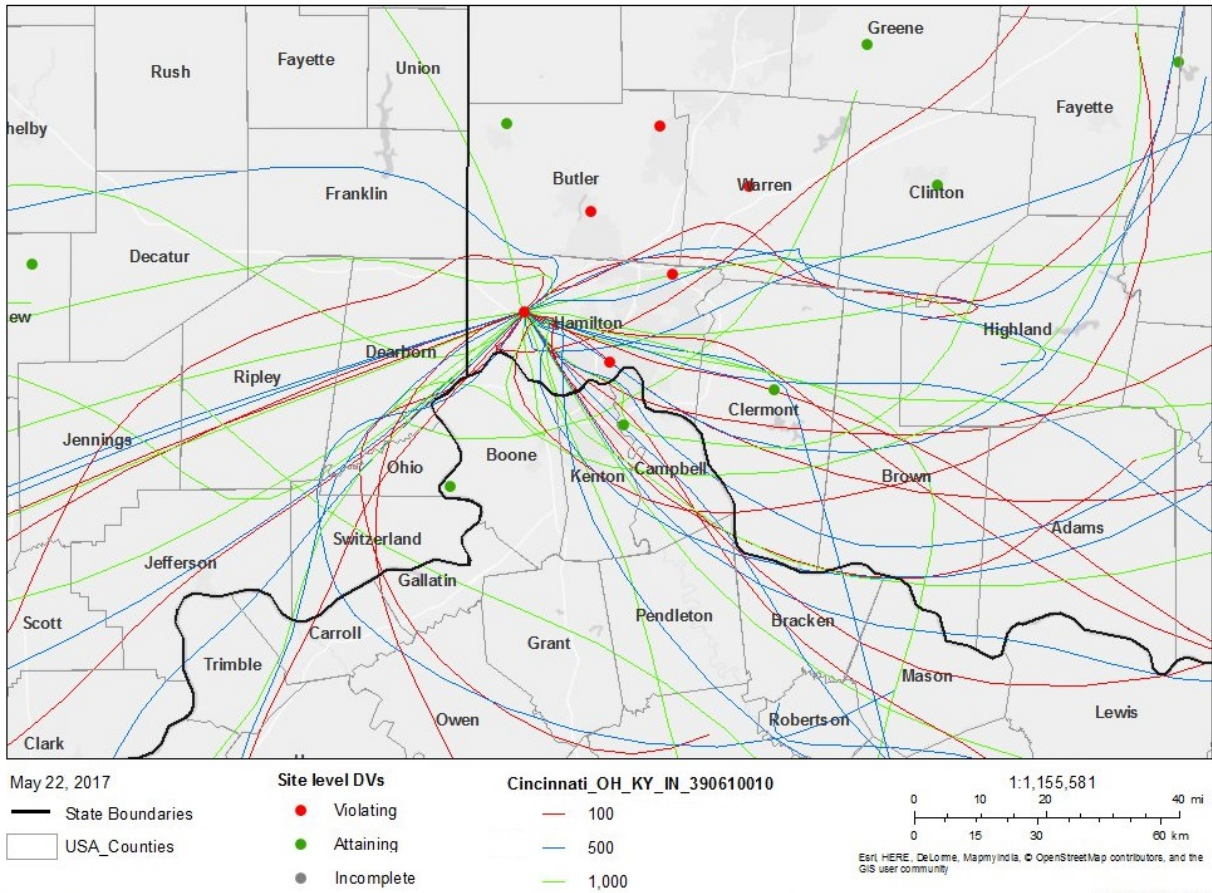 Greene
Fayette
Union
Rush
Fayette
helby
Butler
Warren
Clinton
Franklin
Decatur
ew
Hamilton
Highland
Dearborn
Ripley
Clermont
Jennings
Ohio
Boone
Kenton
Campbell
Brown
Adams
Switzerland
Jefferson
Gallatin
Scott
Carroll
Grant
Pendleton
Bracken
Trimble
Mason
Owen
Robertson
Lewis
Clark
May 22, 2017
State Boundaries
USA_Counties
Site level DVs
Violating
Attaining
Incomplete
Cincinnati_OH_KY_IN_390610010
100
500
1,000
1:1,155,581
0 10 20 40 mi
0 15 30 60 km
Esri, HERE, DeLorme, MapmyIndia, © OpenStreetMap contributors, and the
GIS user community